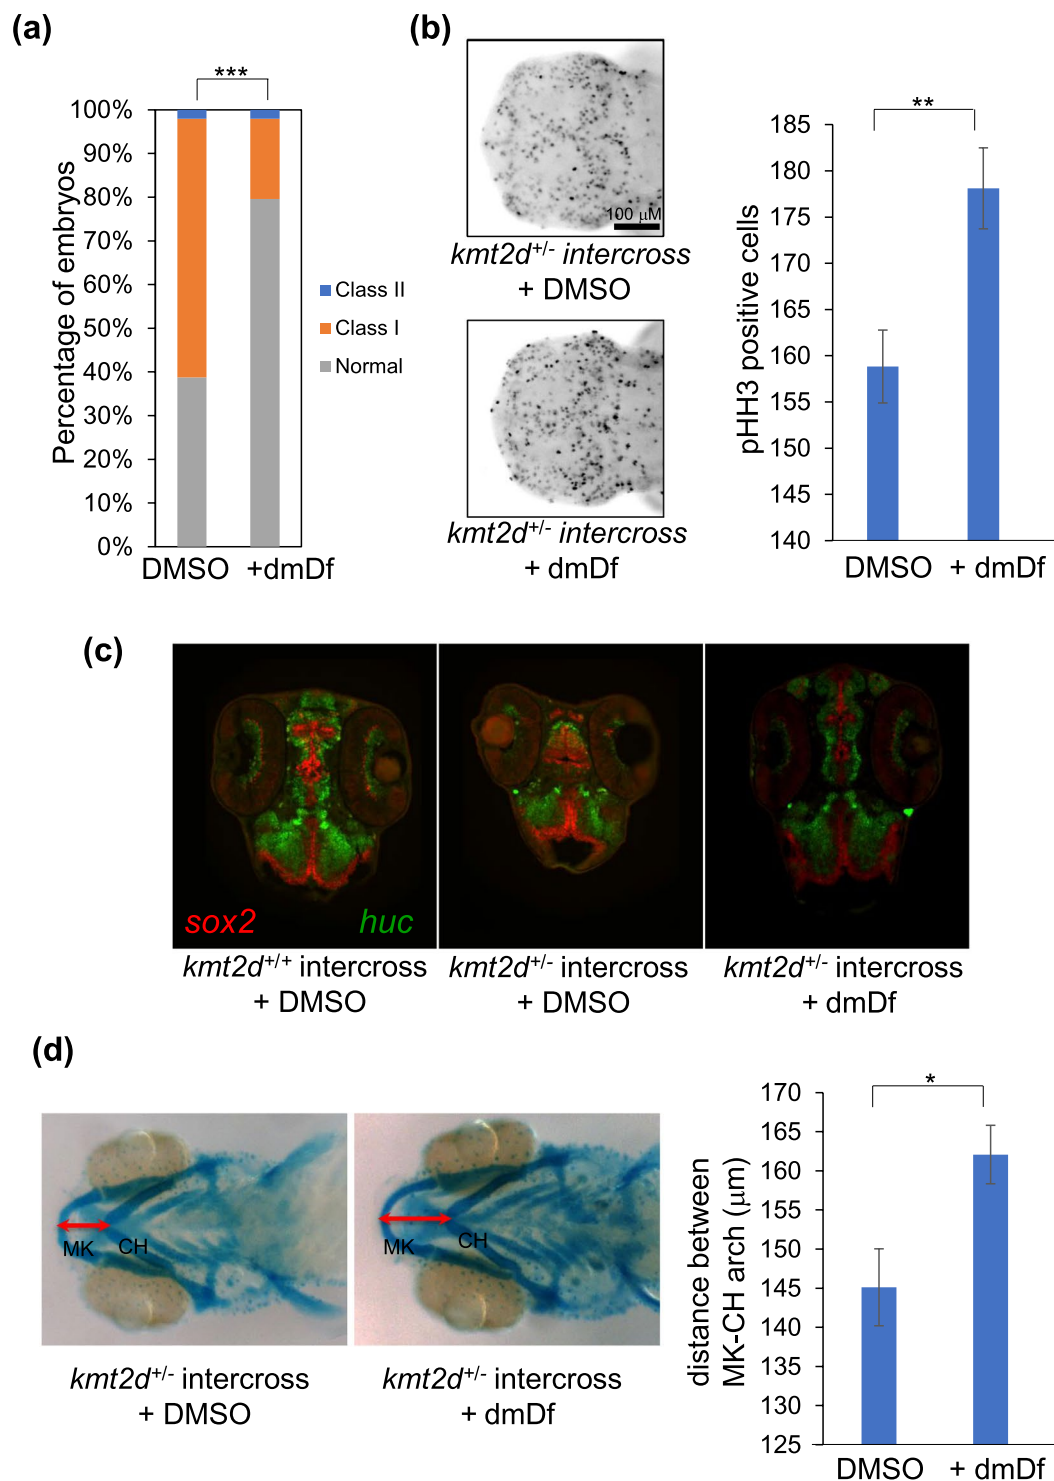 (a)
***
100%
90%
80%
70%
60%
50%
40%
30%
20%
10%
0%
Percentage of embryos
DMSO +dmDf
Class II
Class I
Normal
(b)
100 µM
kmt2d+/- intercross
+ DMSO
kmt2d+/- intercross
+ dmDf
**
185
180
175
170
165
160
155
150
145
140
pHH3 positive cells
DMSO + dmDf
(c)
sox2 huc
kmt2d+/+ intercross
+ DMSO
kmt2d+/- intercross
+ DMSO
kmt2d+/- intercross
+ dmDf
(d)
MK CH
MK CH
kmt2d+/- intercross
+ DMSO
kmt2d+/- intercross
+ dmDf
*
170
165
160
155
150
145
140
135
130
125
distance between
MK-CH arch (µm)
DMSO + dmDf